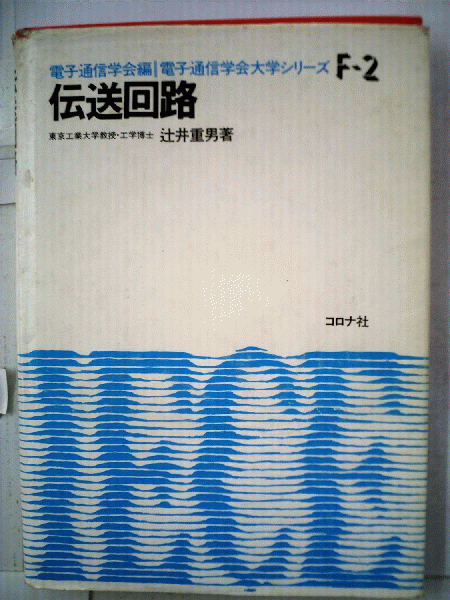 電子通信学会編|電子通信学会大学シリーズ F-2
伝送回路
東京工業大学教授・工学博士 辻井重男著
コロナ社